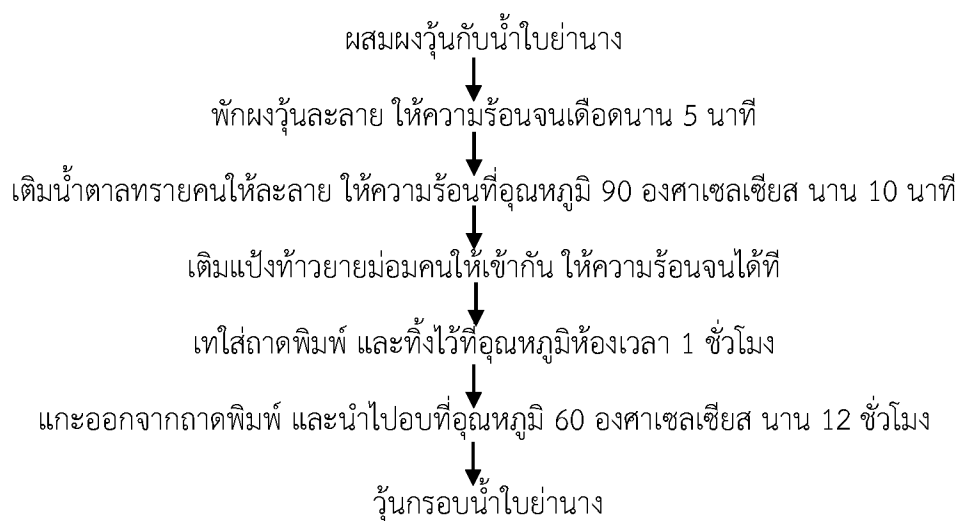 ผสมผงวุ้นกับน้ำใบย่านาง
พักผงวุ้นละลาย ให้ความร้อนจนเดือดนาน 5 นาที
เติมน้ำตาลทรายคนให้ละลาย ให้ความร้อนที่อุณหภูมิ 90 องศาเซลเซียส นาน 10 นาที
เติมแป้งท้าวยายม่อมคนให้เข้ากัน ให้ความร้อนจนได้ที
เทใส่ถาดพิมพ์ และทิ้งไว้ที่อุณหภูมิห้องเวลา 1 ชั่วโมง
แกะออกจากถาดพิมพ์ และนำไปอบที่อุณหภูมิ 60 องศาเซลเซียส นาน 12 ชั่วโมง
วุ้นกรอบน้ำใบย่านาง